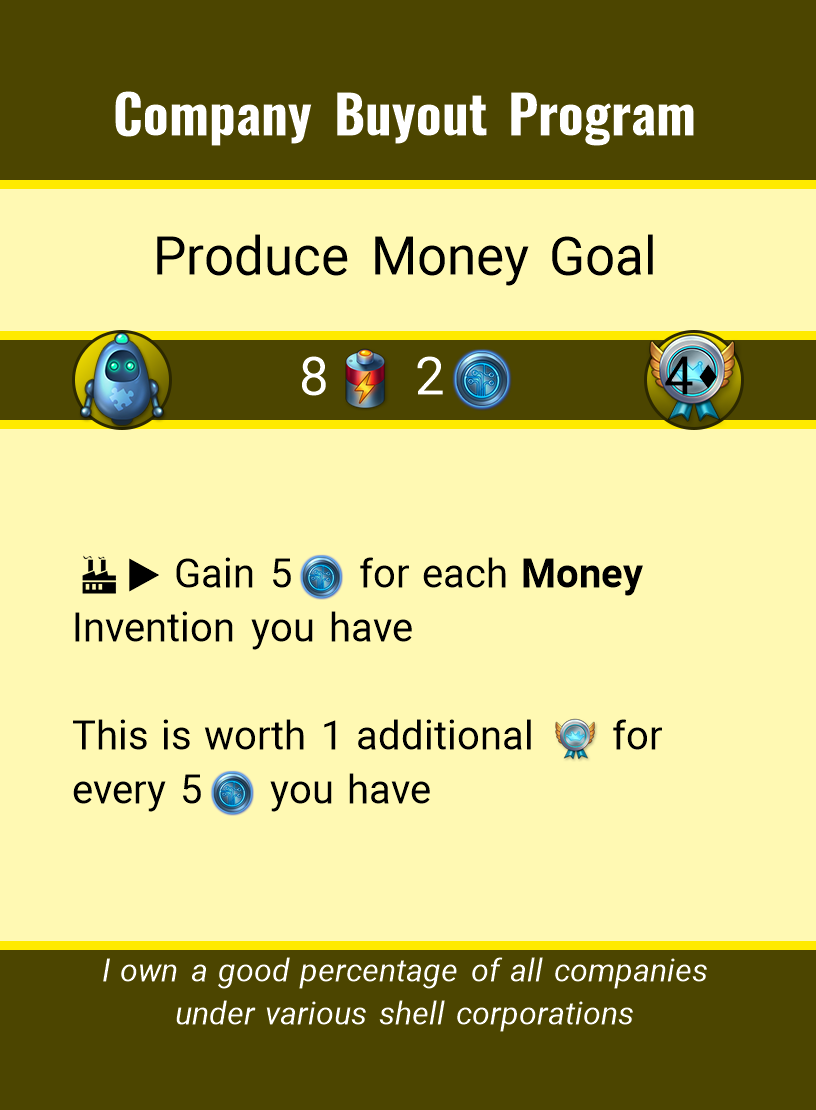 Company Buyout Program
Produce Money Goal
8 2 4♦
Gain 5 for each Money
Invention you have
This is worth 1 additional for
every 5 you have
I own a good percentage of all companies
under various shell corporations